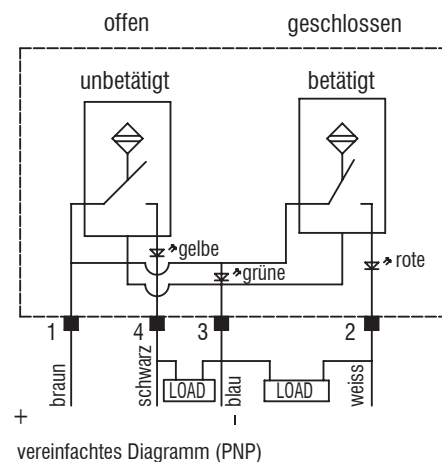 offen geschlossen
unbetätigt betätigt
gelbe
grüne
rote
1 4 3 2
braun
schwarz
blau
weiss
LOAD LOAD
+ -
vereinfachtes Diagramm (PNP)